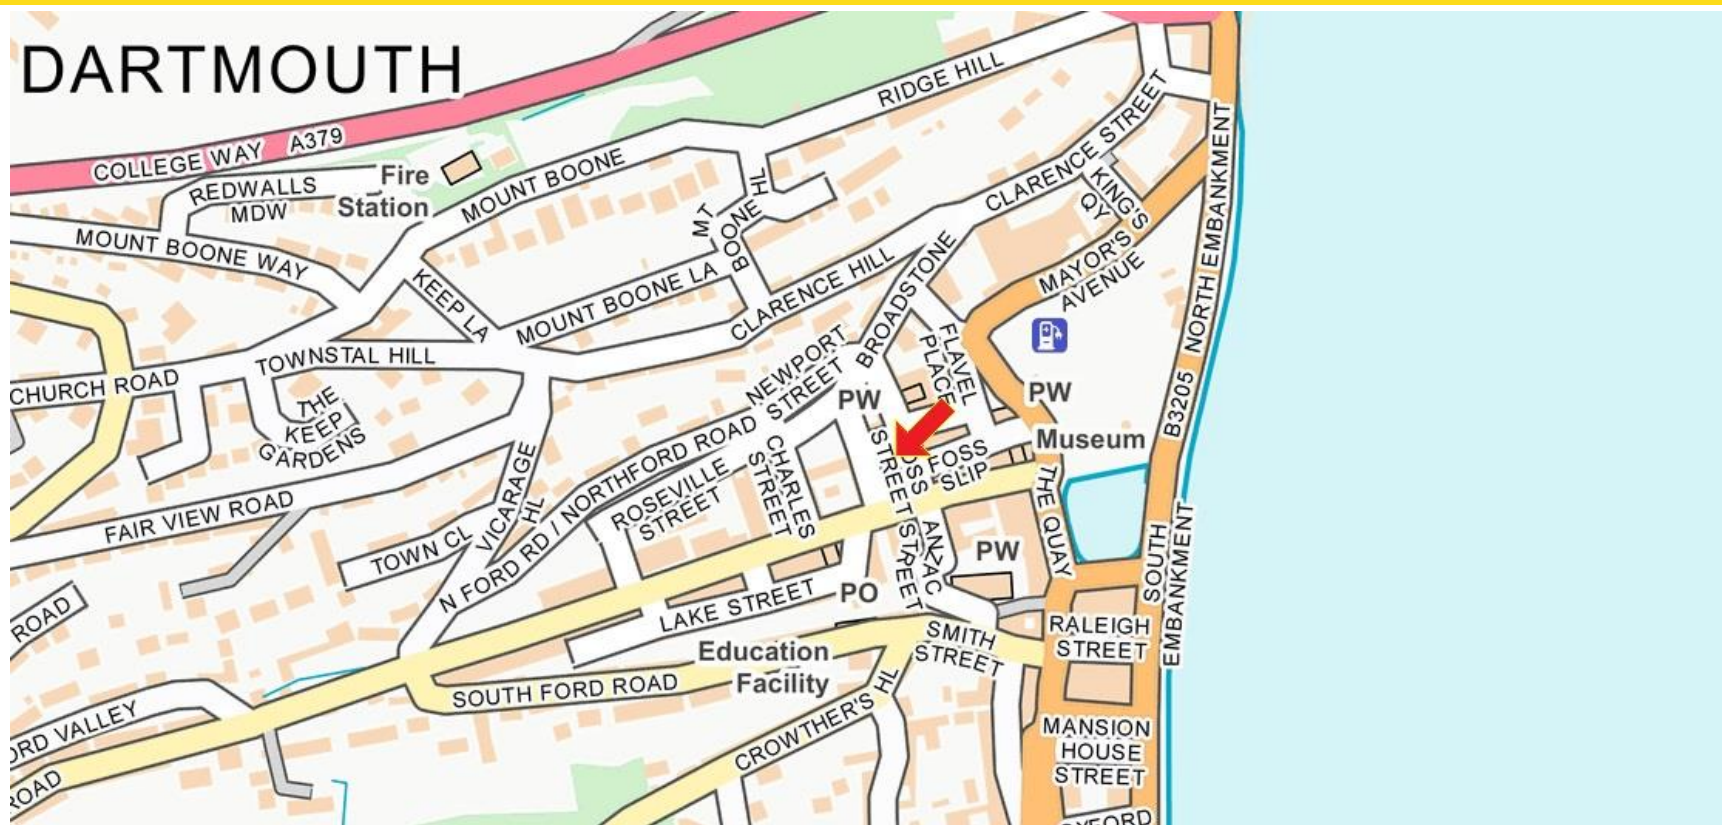 DARTMOUTH
COLLEGE WAY A379
RIDGE HILL
REDWALLS
MDW
Fire
Station
MOUNT BOONE
MT
BOONE
HL
CLARENCE STREET
KING'S
QY
NORTH EMBANKMENT
MOUNT BOONE WAY
KEEP LA
MOUNT BOONE LA
CLARENCE HILL
BROADSTONE
MAYOR'S
AVENUE
FLAVEL
PLACE
TOWNSTAL HILL
CHURCH ROAD
THE
KEEP
GARDENS
NEWPORT
STREET
PW
PW
Museum
B3205
FAIR VIEW ROAD
VICARAGE
HL
N FORD RD / NORTHFORD ROAD
ROSEVILLE
STREET
CHARLES
STREET
STREET
FOSS
SLIP
THE QUAY
TOWN CL
STREET
ANZAC
PW
SOUTH
EMBANKMENT
PO
LAKE STREET
ROAD
Education
Facility
SMITH
STREET
RALEIGH
STREET
SOUTH FORD ROAD
CROWTHER'S HL
MANSION
HOUSE
STREET
ORD VALLEY
ROAD